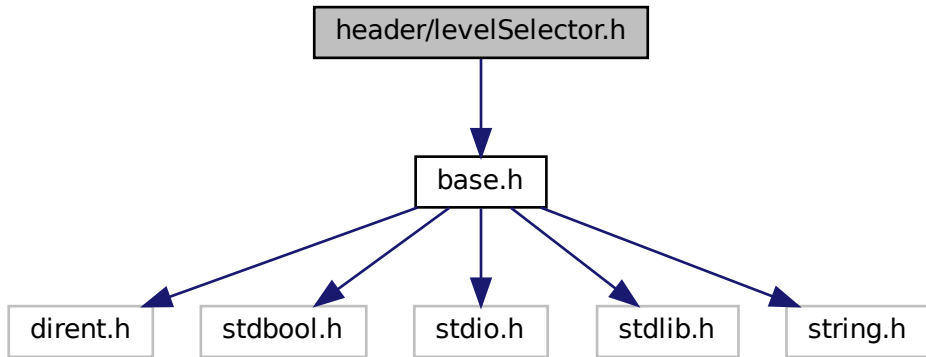 header/levelSelector.h
base.h
dirent.h
stdbool.h
stdio.h
stdlib.h
string.h